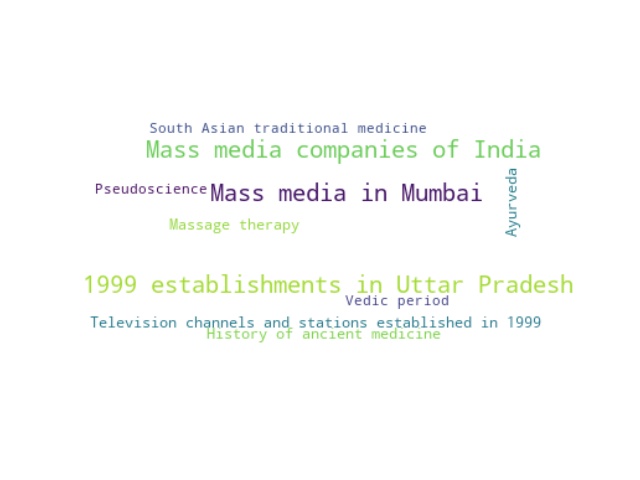 South Asian traditional medicine
Mass media companies of India
Pseudoscience
Mass media in Mumbai
Ayurveda
Massage therapy
1999 establishments in Uttar Pradesh
Vedic period
Television channels and stations established in 1999
History of ancient medicine